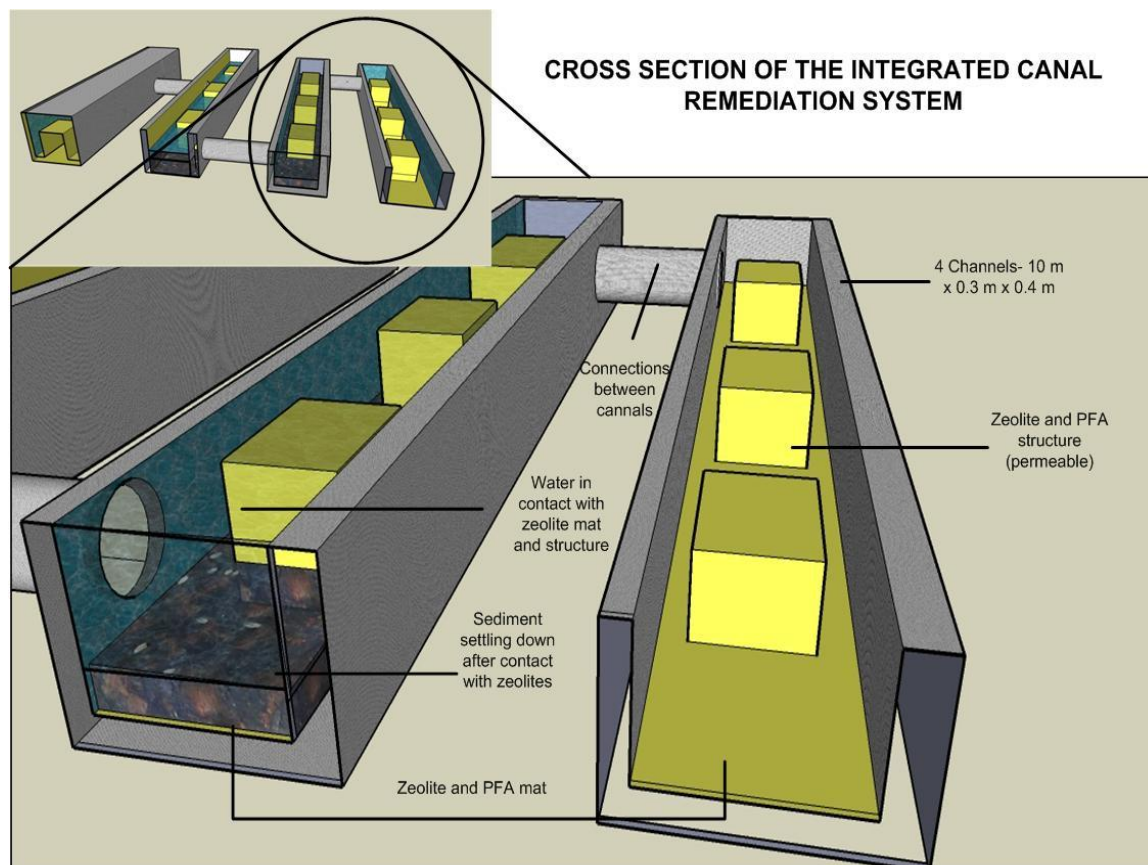 CROSS SECTION OF THE INTEGRATED CANAL
REMEDIATION SYSTEM
4 Channels- 10 m
x 0.3 m x 0.4 m
Connections
between
cannals
Zeolite and PFA
structure
(permeable)
Water in
contact with
zeolite mat
and structure
Sediment
settling down
after contact
with zeolites
Zeolite and PFA mat